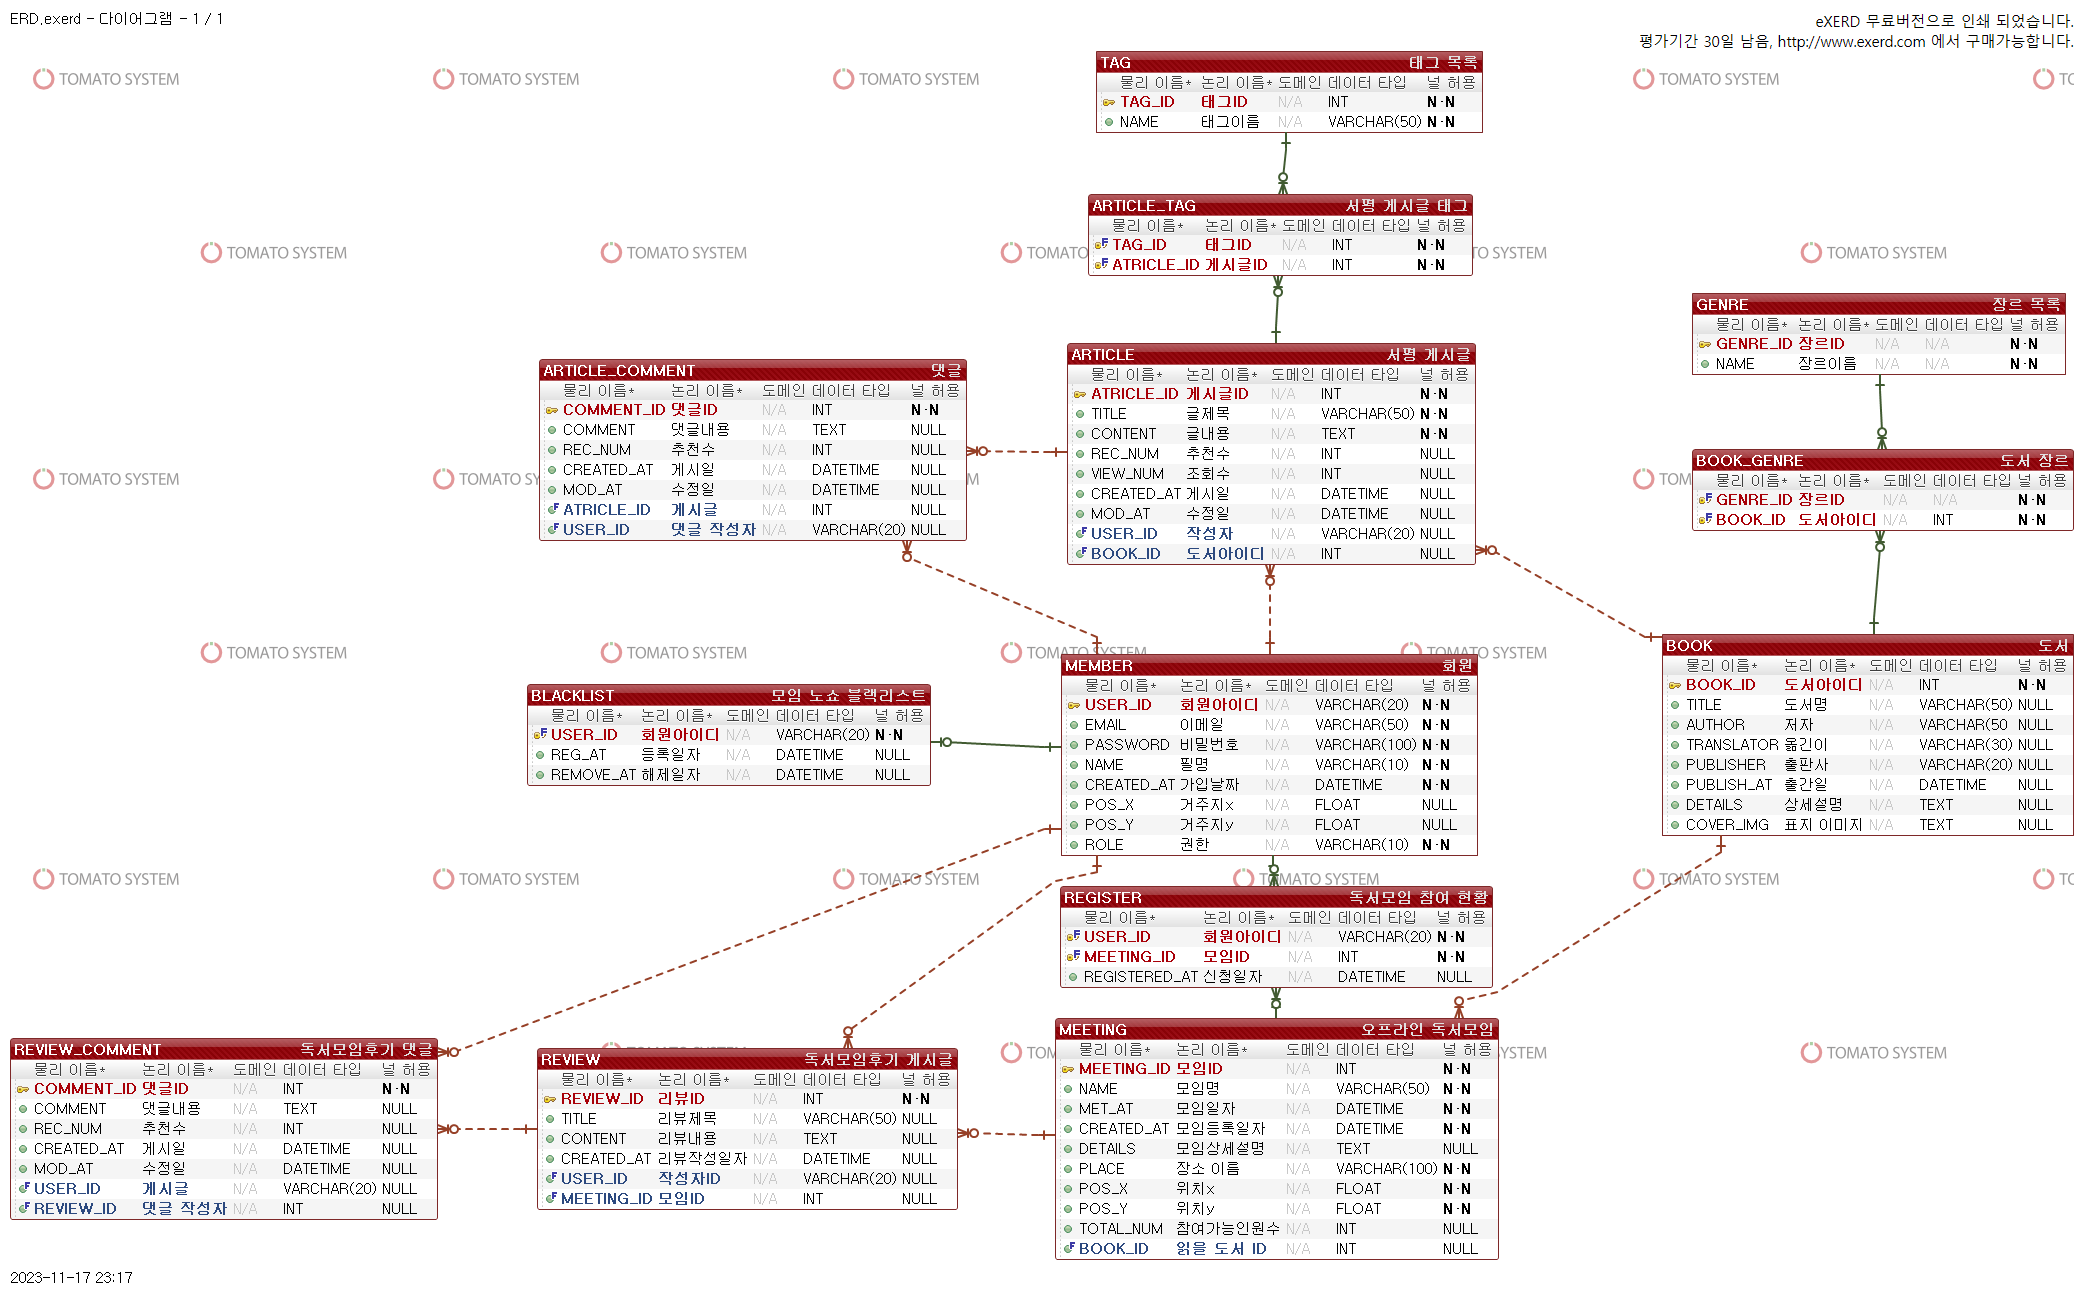 ERD.exerd - 다이어그램 - 1 / 1
eXERD 무료버전으로 인쇄 되었습니다.
평가기간 30일 남음, http://www.exerd.com 에서 구매가능합니다.
TOMATO SYSTEM
TAG 태그 목록
물리 이름* 논리 이름* 도메인 데이터 타입 널 허용
TAG_ID 태그ID N/A INT N·N
NAME 태그이름 N/A VARCHAR(50) N·N
ARTICLE_TAG 서평 게시글 태그
물리 이름* 논리 이름* 도메인 데이터 타입 널 허용
TAG_ID 태그ID N/A INT N·N
ATRICLE_ID 게시글ID N/A INT N·N
GENRE 장르 목록
물리 이름* 논리 이름* 도메인 데이터 타입 널 허용
GENRE_ID 장르ID N/A N/A N·N
NAME 장르이름 N/A N/A N·N
ARTICLE 서평 게시글
물리 이름* 논리 이름* 도메인 데이터 타입 널 허용
ATRICLE_ID 게시글ID N/A INT N·N
TITLE 글제목 N/A VARCHAR(50) N·N
CONTENT 글내용 N/A TEXT N·N
REC_NUM 추천수 N/A INT NULL
VIEW_NUM 조회수 N/A INT NULL
CREATED_AT 게시일 N/A DATETIME NULL
MOD_AT 수정일 N/A DATETIME NULL
USER_ID 작성자 N/A VARCHAR(20) NULL
BOOK_ID 도서아이디 N/A INT NULL
ARTICLE_COMMENT 댓글
물리 이름* 논리 이름* 도메인 데이터 타입 널 허용
COMMENT_ID 댓글ID N/A INT N·N
COMMENT 댓글내용 N/A TEXT NULL
REC_NUM 추천수 N/A INT NULL
CREATED_AT 게시일 N/A DATETIME NULL
MOD_AT 수정일 N/A DATETIME NULL
ATRICLE_ID 게시글 N/A INT NULL
USER_ID 댓글 작성자 N/A VARCHAR(20) NULL
BOOK_GENRE 도서 장르
물리 이름* 논리 이름* 도메인 데이터 타입 널 허용
GENRE_ID 장르ID N/A N/A N·N
BOOK_ID 도서아이디 N/A INT N·N
BOOK 도서
물리 이름* 논리 이름* 도메인 데이터 타입 널 허용
BOOK_ID 도서아이디 N/A INT N·N
TITLE 도서명 N/A VARCHAR(50) NULL
AUTHOR 저자 N/A VARCHAR(50 NULL
TRANSLATOR 옮긴이 N/A VARCHAR(30) NULL
PUBLISHER 출판사 N/A VARCHAR(20) NULL
PUBLISH_AT 출간일 N/A DATETIME NULL
DETAILS 상세설명 N/A TEXT NULL
COVER_IMG 표지 이미지 N/A TEXT NULL
MEMBER 회원
물리 이름* 논리 이름* 도메인 데이터 타입 널 허용
USER_ID 회원아이디 N/A VARCHAR(20) N·N
EMAIL 이메일 N/A VARCHAR(50) N·N
PASSWORD 비밀번호 N/A VARCHAR(100) N·N
NAME 필명 N/A VARCHAR(10) N·N
CREATED_AT 가입날짜 N/A DATETIME N·N
POS_X 거주지x N/A FLOAT NULL
POS_Y 거주지y N/A FLOAT NULL
ROLE 권한 N/A VARCHAR(10) N·N
BLACKLIST 모임 노쇼 블랙리스트
물리 이름* 논리 이름* 도메인 데이터 타입 널 허용
USER_ID 회원아이디 N/A VARCHAR(20) N·N
REG_AT 등록일자 N/A DATETIME NULL
REMOVE_AT 해제일자 N/A DATETIME NULL
REGISTER 독서모임 참여 현황
물리 이름* 논리 이름* 도메인 데이터 타입 널 허용
USER_ID 회원아이디 N/A VARCHAR(20) N·N
MEETING_ID 모임ID N/A INT N·N
REGISTERED_AT 신청일자 N/A DATETIME NULL
MEETING 오프라인 독서모임
물리 이름* 논리 이름* 도메인 데이터 타입 널 허용
MEETING_ID 모임ID N/A INT N·N
NAME 모임명 N/A VARCHAR(50) N·N
MET_AT 모임일자 N/A DATETIME N·N
CREATED_AT 모임등록일자 N/A DATETIME N·N
DETAILS 모임상세설명 N/A TEXT NULL
PLACE 장소 이름 N/A VARCHAR(100) N·N
POS_X 위치x N/A FLOAT N·N
POS_Y 위치y N/A FLOAT N·N
TOTAL_NUM 참여가능인원수 N/A INT NULL
BOOK_ID 읽을 도서 ID N/A INT NULL
REVIEW 독서모임후기 게시글
물리 이름* 논리 이름* 도메인 데이터 타입 널 허용
REVIEW_ID 리뷰ID N/A INT N·N
TITLE 리뷰제목 N/A VARCHAR(50) NULL
CONTENT 리뷰내용 N/A TEXT NULL
CREATED_AT 리뷰작성일자 N/A DATETIME NULL
USER_ID 작성자ID N/A VARCHAR(20) NULL
MEETING_ID 모임ID N/A INT NULL
REVIEW_COMMENT 독서모임후기 댓글
물리 이름* 논리 이름* 도메인 데이터 타입 널 허용
COMMENT_ID 댓글ID N/A INT N·N
COMMENT 댓글내용 N/A TEXT NULL
REC_NUM 추천수 N/A INT NULL
CREATED_AT 게시일 N/A DATETIME NULL
MOD_AT 수정일 N/A DATETIME NULL
USER_ID 게시글 N/A VARCHAR(20) NULL
REVIEW_ID 댓글 작성자 N/A INT NULL
2023-11-17 23:17